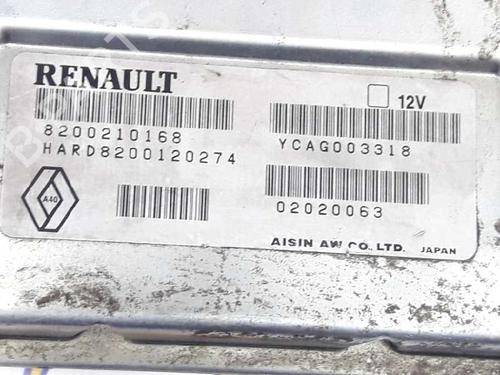 RENAULT
12V
8200210168
YCAG003318
HARD8200120274
A40
02020063
AISIN AW CO., LTD. JAPAN